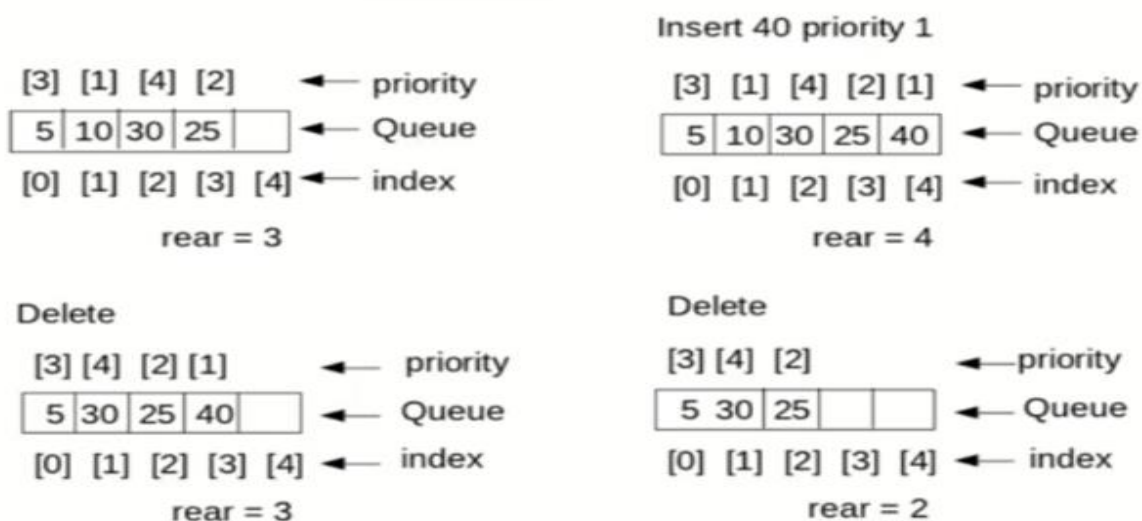 [3] [1] [4] [2] priority
5 10 30 25 Queue
[0] [1] [2] [3] [4] index
rear = 3
Insert 40 priority 1
[3] [1] [4] [2] [1] priority
5 10 30 25 40 Queue
[0] [1] [2] [3] [4] index
rear = 4
Delete
[3] [4] [2] [1] priority
5 30 25 40 Queue
[0] [1] [2] [3] [4] index
rear = 3
Delete
[3] [4] [2] priority
5 30 25 Queue
[0] [1] [2] [3] [4] index
rear = 2